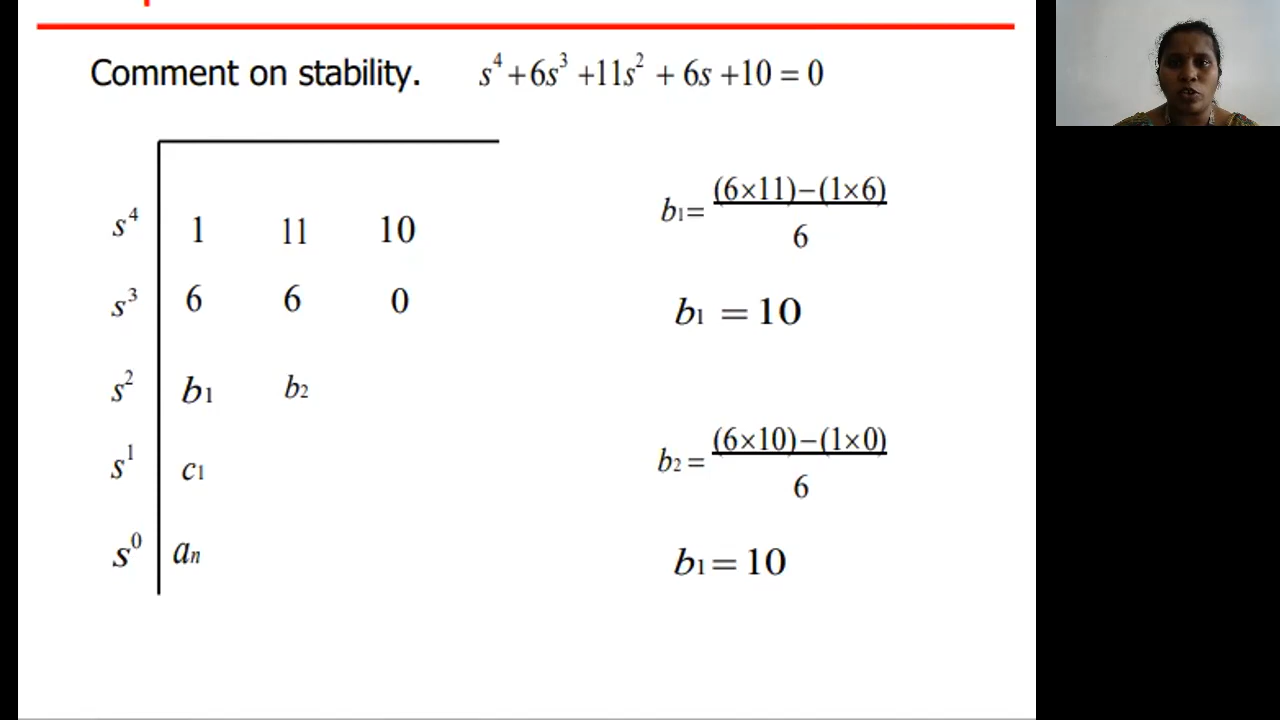 Comment on stability. s⁴+6s³+11s²+6s+10=0
s⁴ 1 11 10
s³ 6 6 0
s² b₁ b₂
s¹ c₁
s⁰ aₙ
b₁= (6×11)−(1×6)
6
b₁ = 10
b₂ = (6×10)−(1×0)
6
b₁ = 10